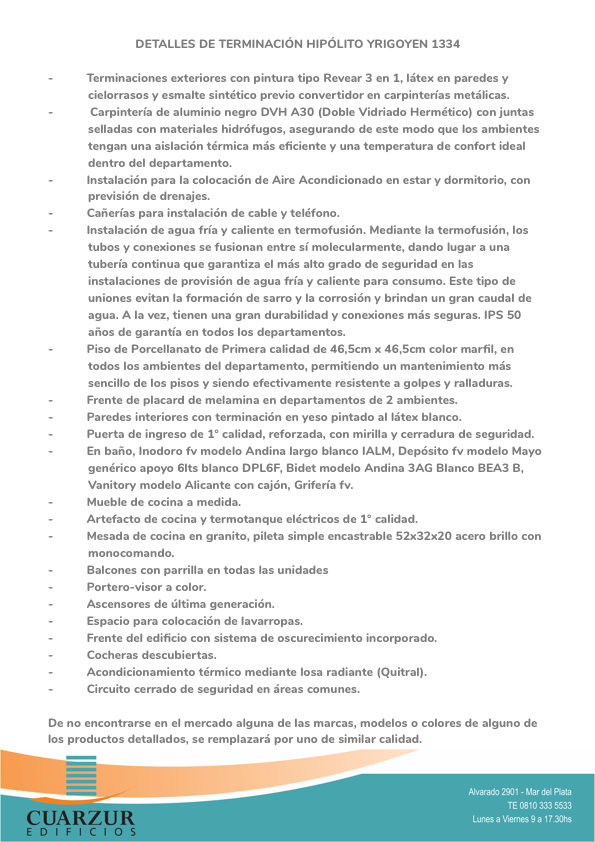 DETALLES DE TERMINACIÓN HIPÓLITO YRIGOYEN 1334
- Terminaciones exteriores con pintura tipo Revear 3 en 1, látex en paredes y
cielorrasos y esmalte sintético previo convertidor en carpinterías metálicas.
- Carpintería de aluminio negro DVH A30 (Doble Vidriado Hermético) con juntas
selladas con materiales hidrófugos, asegurando de este modo que los ambientes
tengan una aislación térmica más eficiente y una temperatura de confort ideal
dentro del departamento.
- Instalación para la colocación de Aire Acondicionado en estar y dormitorio, con
previsión de drenajes.
- Cañerías para instalación de cable y teléfono.
- Instalación de agua fría y caliente en termofusión. Mediante la termofusión, los
tubos y conexiones se fusionan entre sí molecularmente, dando lugar a una
tubería continua que garantiza el más alto grado de seguridad en las
instalaciones de provisión de agua fría y caliente para consumo. Este tipo de
uniones evitan la formación de sarro y la corrosión y brindan un gran caudal de
agua. A la vez, tienen una gran durabilidad y conexiones más seguras. IPS 50
años de garantía en todos los departamentos.
- Piso de Porcellanato de Primera calidad de 46,5cm x 46,5cm color marfil, en
todos los ambientes del departamento, permitiendo un mantenimiento más
sencillo de los pisos y siendo efectivamente resistente a golpes y ralladuras.
- Frente de placard de melamina en departamentos de 2 ambientes.
- Paredes interiores con terminación en yeso pintado al látex blanco.
- Puerta de ingreso de 1° calidad, reforzada, con mirilla y cerradura de seguridad.
- En baño, Inodoro fv modelo Andina largo blanco IALM, Depósito fv modelo Mayo
genérico apoyo 6lts blanco DPL6F, Bidet modelo Andina 3AG Blanco BEA3 B,
Vanitory modelo Alicante con cajón, Grifería fv.
- Mueble de cocina a medida.
- Artefacto de cocina y termotanque eléctricos de 1° calidad.
- Mesada de cocina en granito, pileta simple encastrable 52x32x20 acero brillo con
monocomando.
- Balcones con parrilla en todas las unidades
- Portero-visor a color.
- Ascensores de última generación.
- Espacio para colocación de lavarropas.
- Frente del edificio con sistema de oscurecimiento incorporado.
- Cocheras descubiertas.
- Acondicionamiento térmico mediante losa radiante (Quitral).
- Circuito cerrado de seguridad en áreas comunes.
De no encontrarse en el mercado alguna de las marcas, modelos o colores de alguno de
los productos detallados, se remplazará por uno de similar calidad.
CUARZUR
EDIFICIOS
Alvarado 2901 - Mar del Plata
TE 0810 333 5533
Lunes a Viernes 9 a 17.30hs